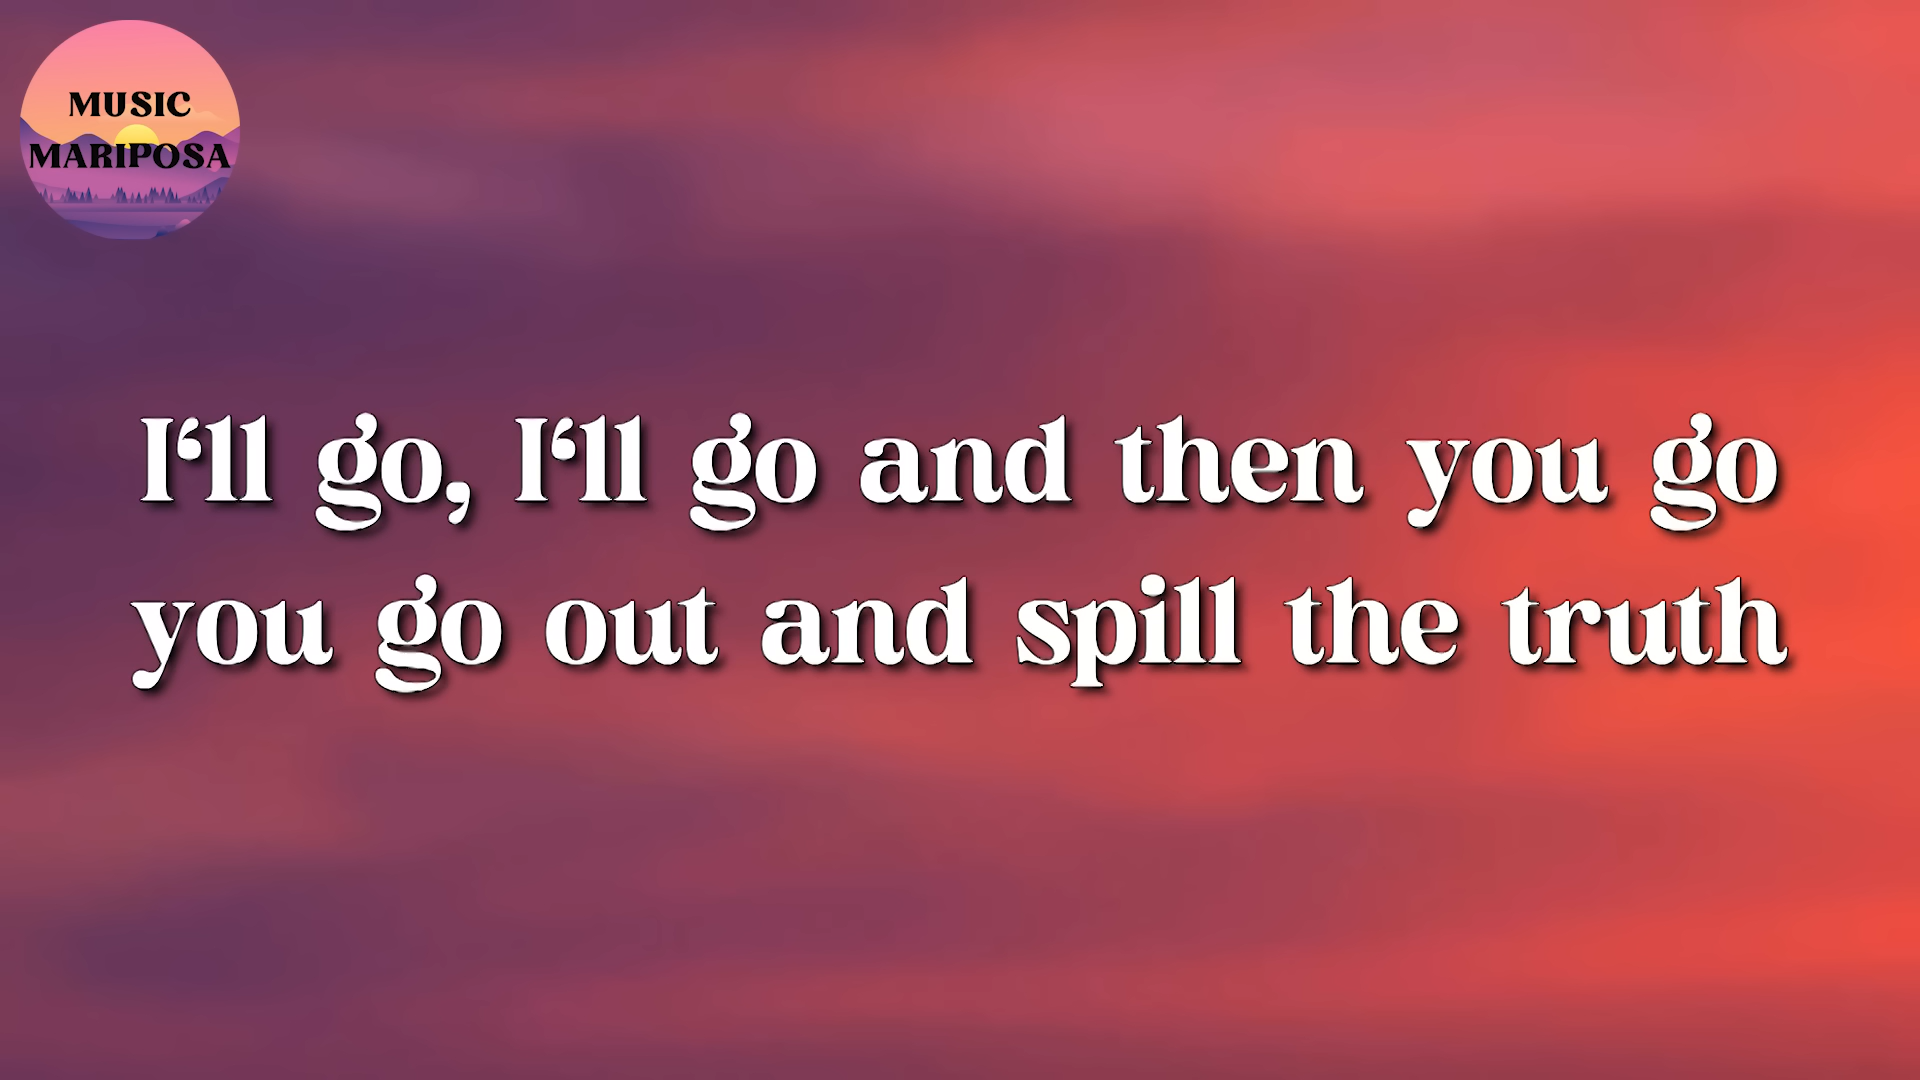 MUSIC
MARIPOSA
I‘ll go, I‘ll go and then you go
you go out and spill the truth